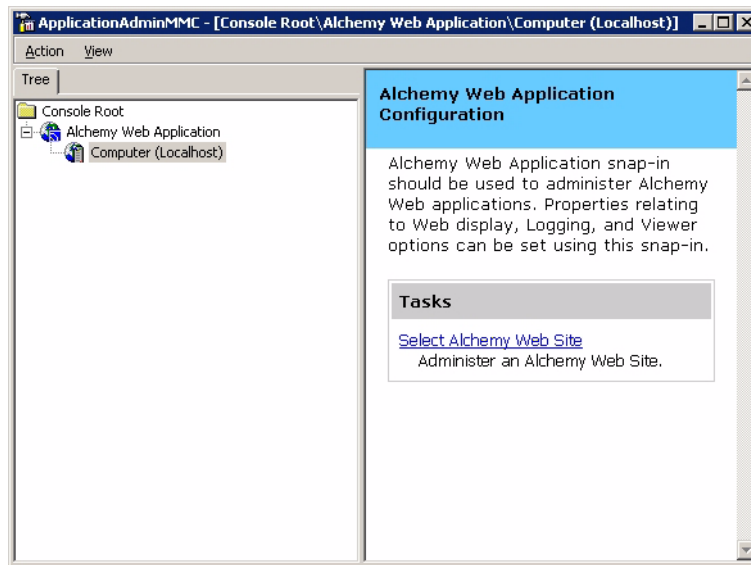 ApplicationAdminMMC - [Console Root\Alchemy Web Application\Computer (Localhost)]
Action View
Tree
Console Root
Alchemy Web Application
Computer (Localhost)
Alchemy Web Application
Configuration
Alchemy Web Application snap-in
should be used to administer Alchemy
Web applications. Properties relating
to Web display, Logging, and Viewer
options can be set using this snap-in.
Tasks
Select Alchemy Web Site
Administer an Alchemy Web Site.